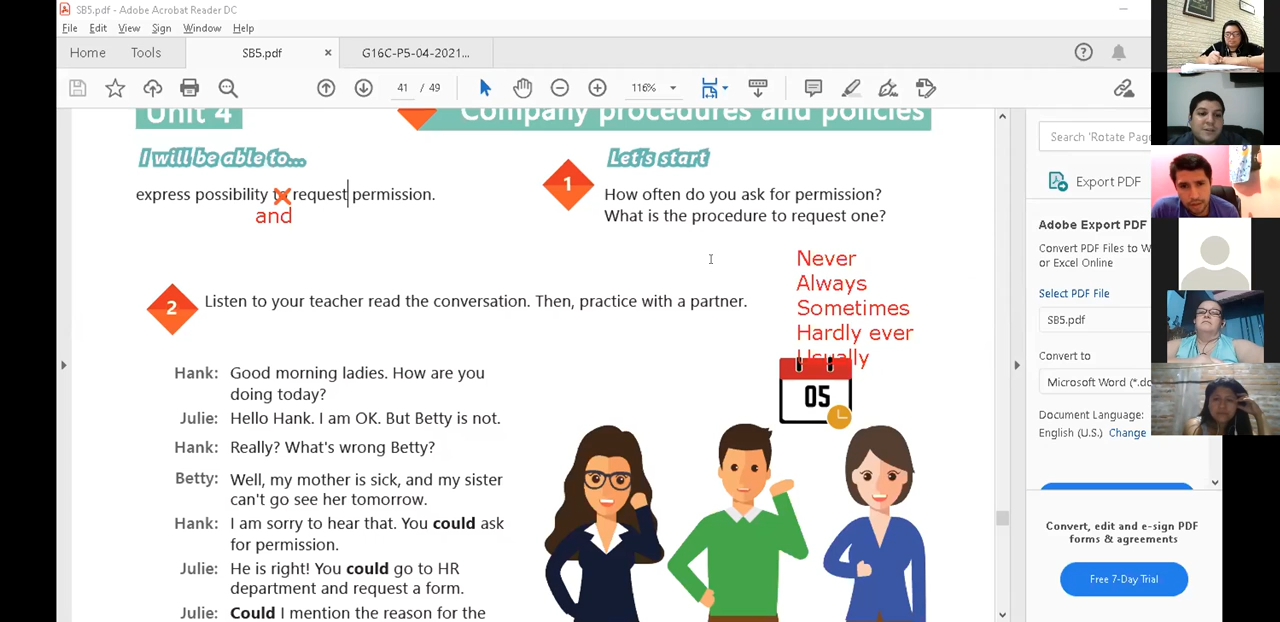 SB5.pdf - Adobe Acrobat Reader DC
File Edit View Sign Window Help
Home Tools SB5.pdf × G16C-P5-04-2021
41 / 49 116%
Unit 4
Company procedures and policies
I will be able to...
express possibility to request permission.
and
Let's start
1
How often do you ask for permission?
What is the procedure to request one?
Never
Always
Sometimes
Hardly ever
Usually
2
Listen to your teacher read the conversation. Then, practice with a partner.
05
Hank: Good morning ladies. How are you
doing today?
Julie: Hello Hank. I am OK. But Betty is not.
Hank: Really? What's wrong Betty?
Betty: Well, my mother is sick, and my sister
can't go see her tomorrow.
Hank: I am sorry to hear that. You could ask
for permission.
Julie: He is right! You could go to HR
department and request a form.
Julie: Could I mention the reason for the
Search 'Rotate Pag
Export PDF
Adobe Export PDF
Convert PDF Files to W
or Excel Online
Select PDF File
SB5.pdf
Convert to
Microsoft Word (*.do
Document Language:
English (U.S.) Change
Convert, edit and e-sign PDF
forms & agreements
Free 7-Day Trial